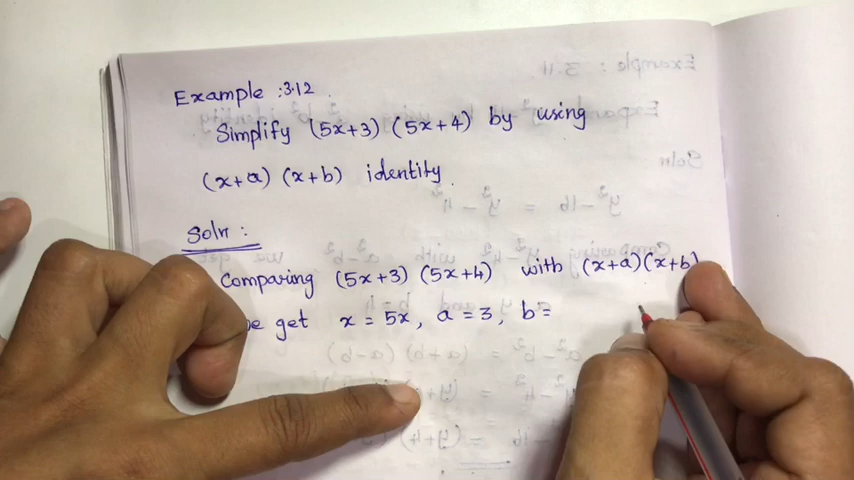 Example :3.12
Simplify (5x+3) (5x+4) by using
(x+a) (x+b) identity.
Soln :
Comparing (5x+3) (5x+4) with (x+a)(x+b)
get x = 5x, a = 3, b =